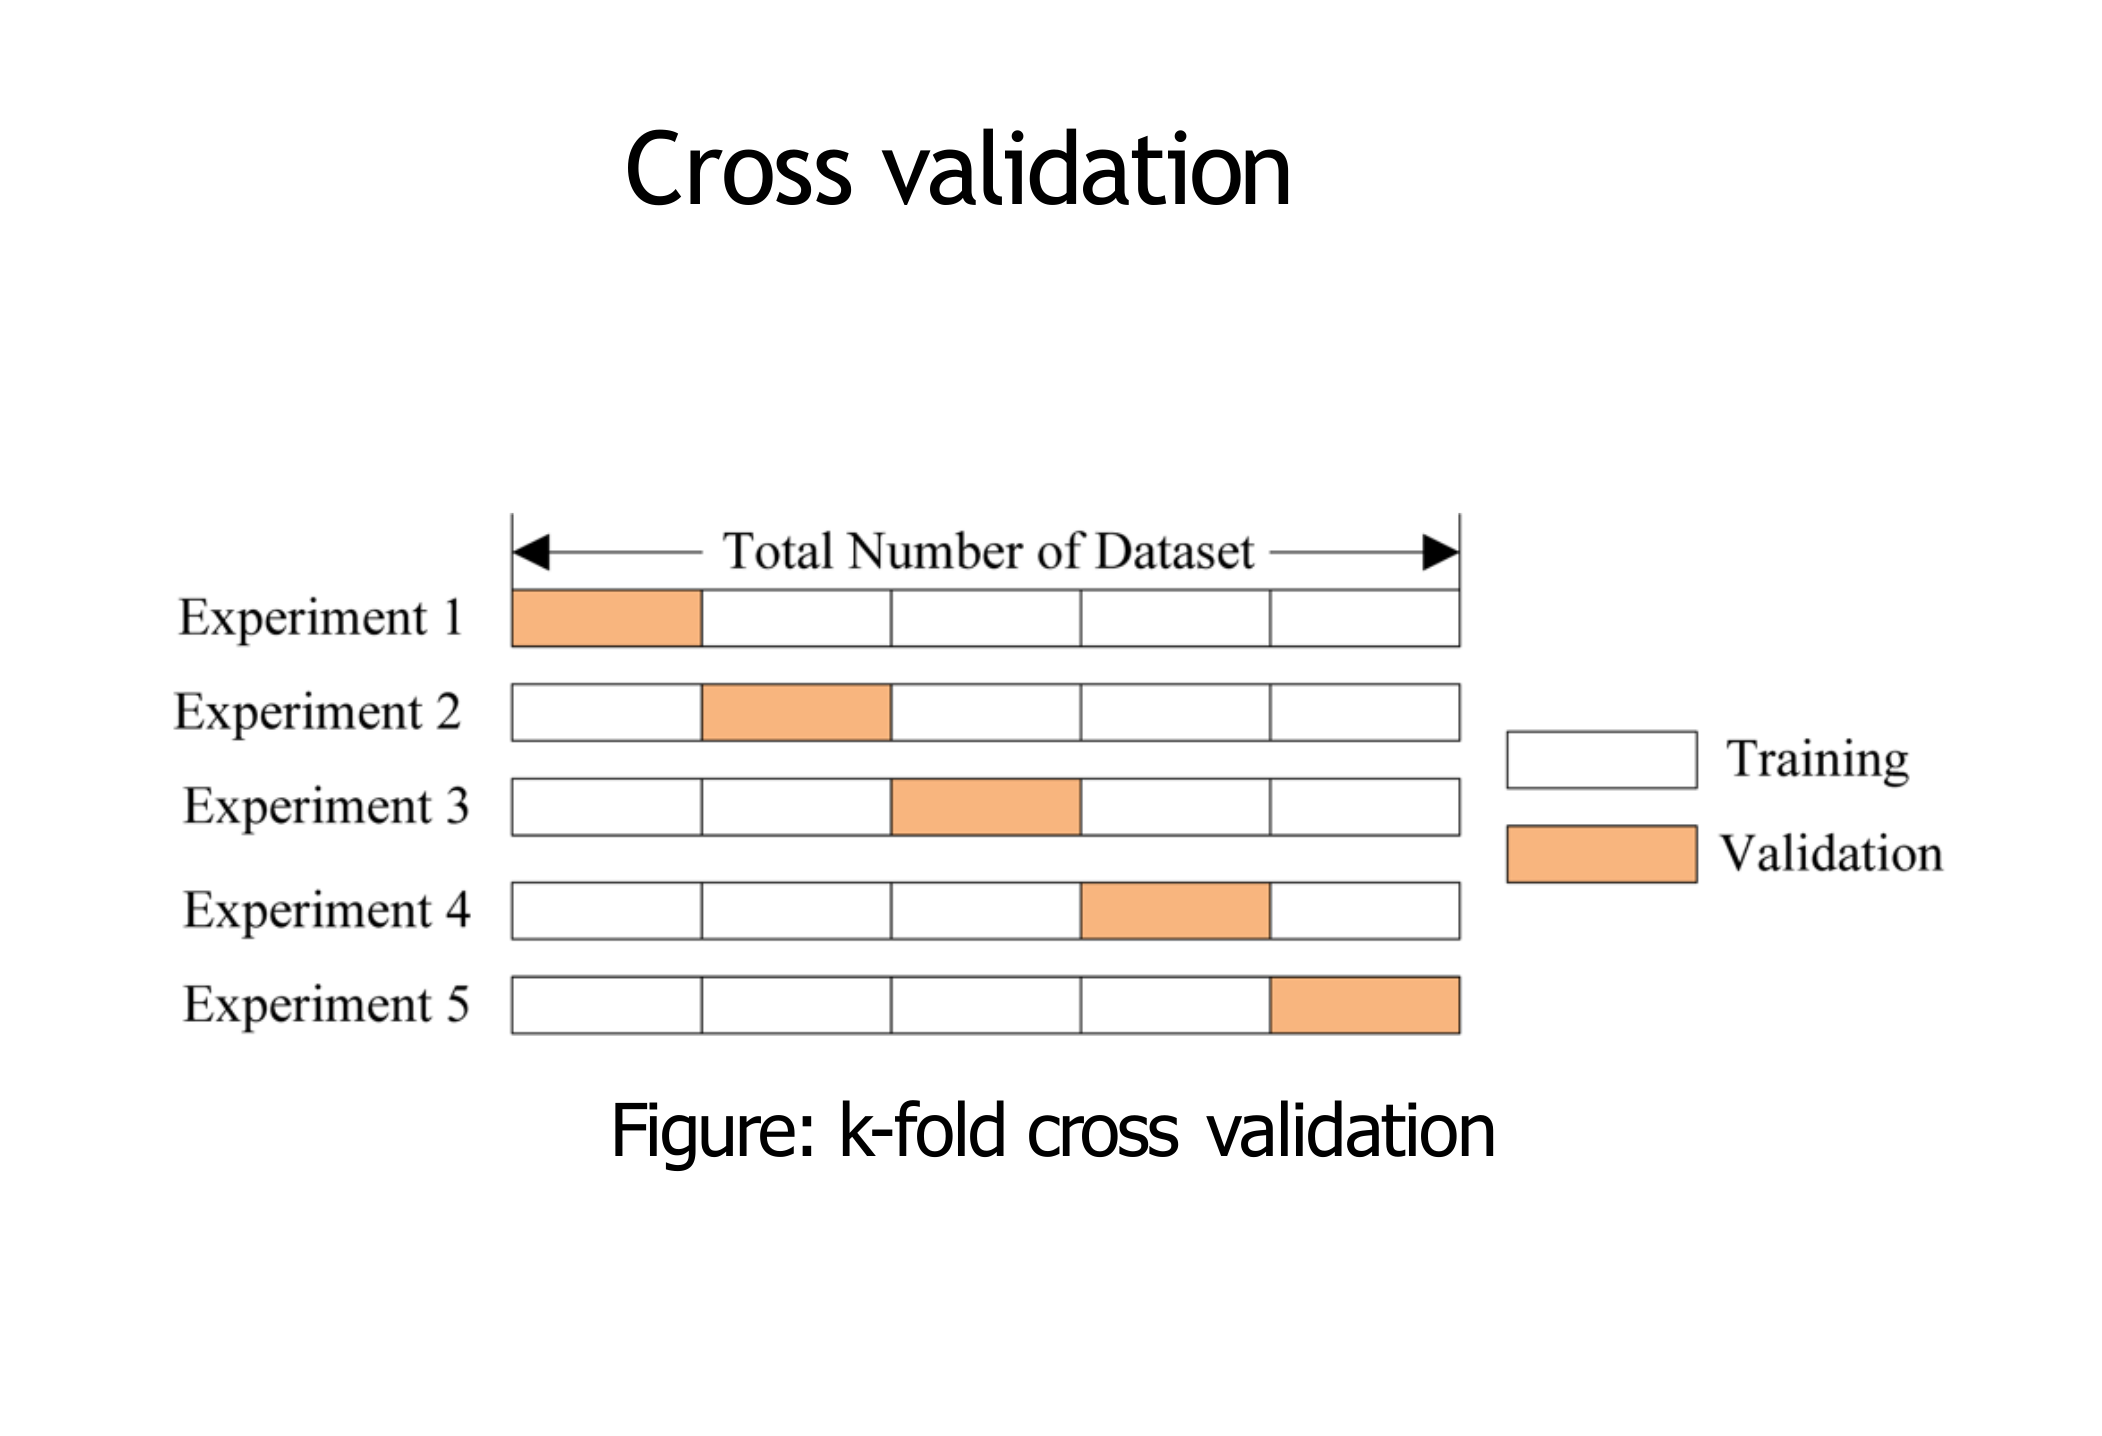 Cross validation
Total Number of Dataset
Experiment 1
Experiment 2
Experiment 3
Experiment 4
Experiment 5
Training
Validation
Figure: k-fold cross validation